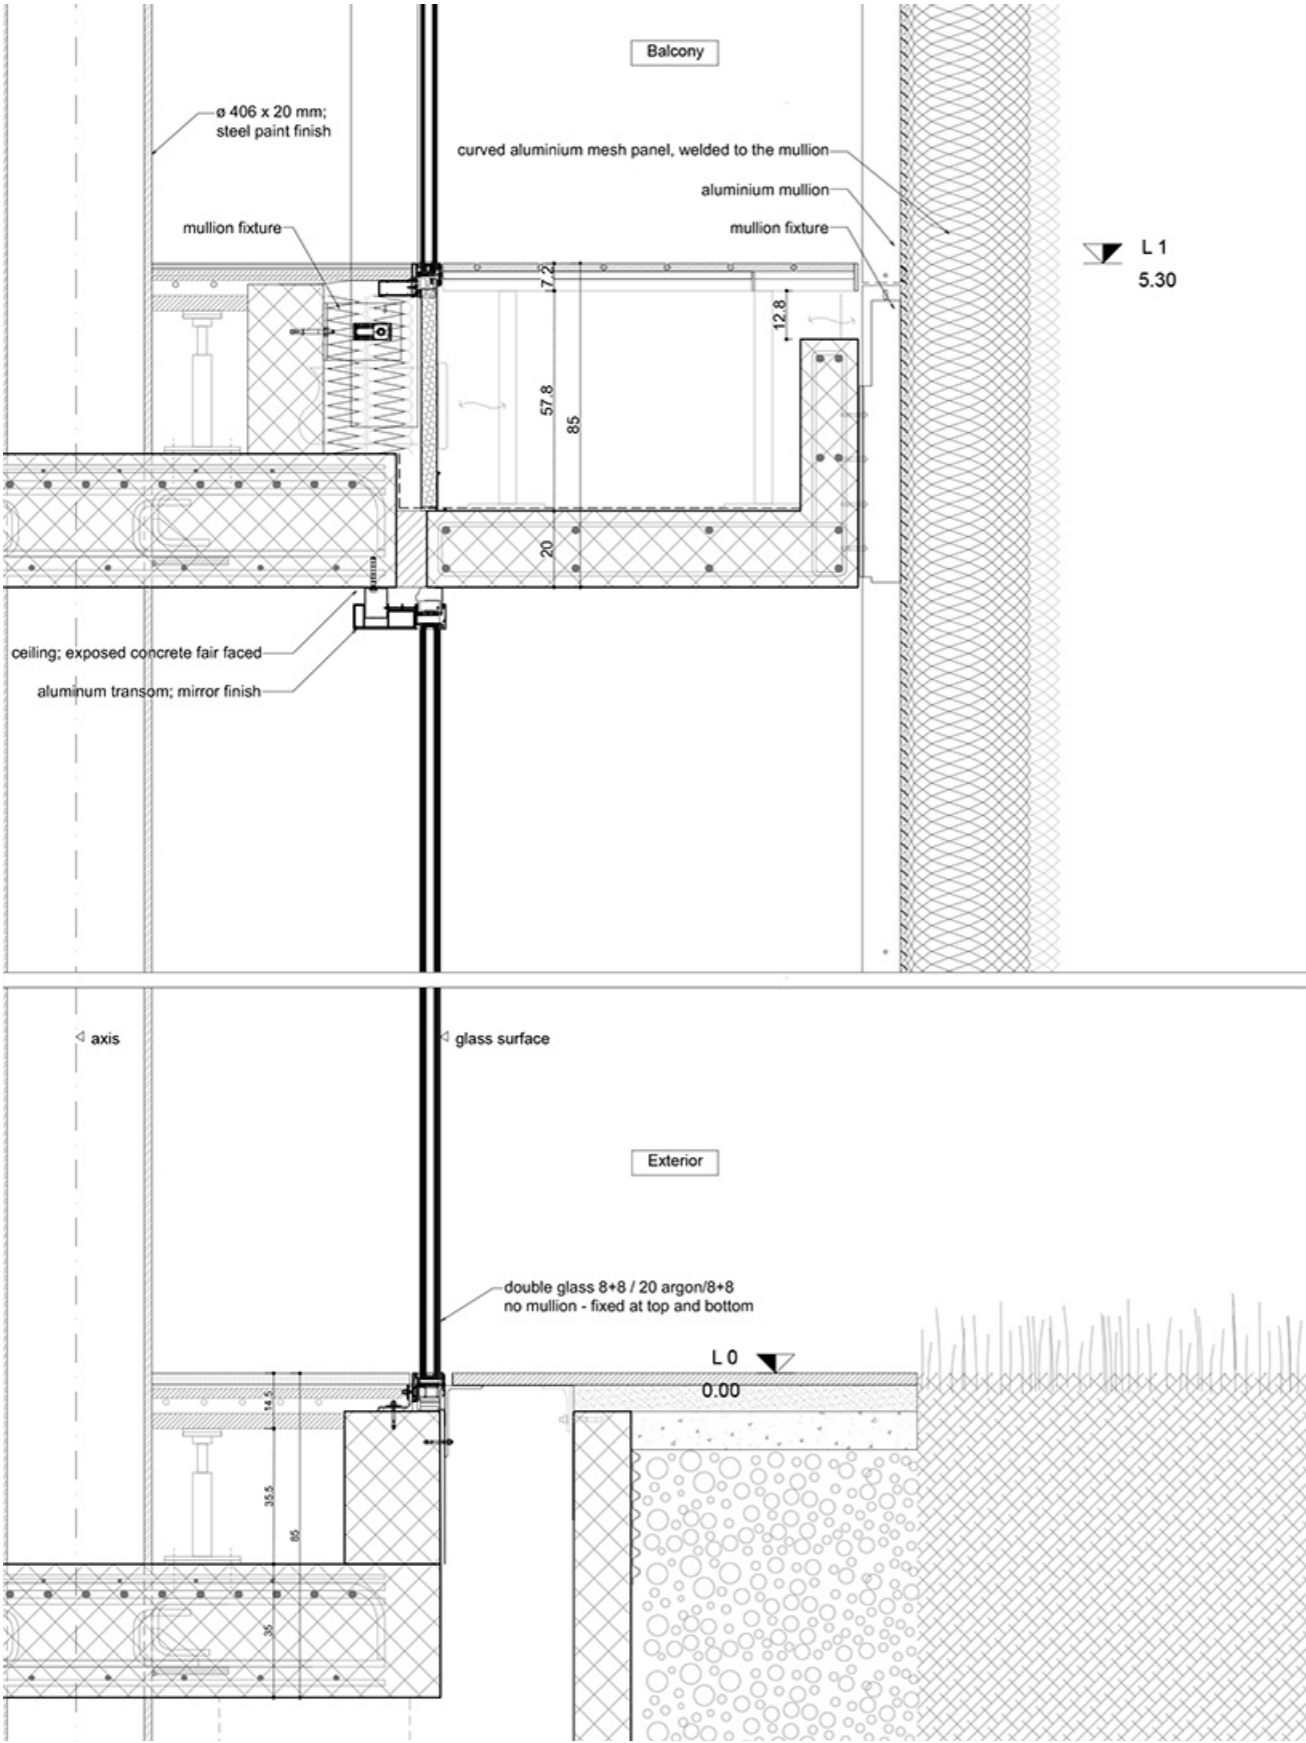 Balcony
ø 406 x 20 mm;
steel paint finish
curved aluminium mesh panel, welded to the mullion
aluminium mullion
mullion fixture
mullion fixture
L 1
5.30
7.2
12.8
57.8
85
20
ceiling; exposed concrete fair faced
aluminum transom; mirror finish
axis
glass surface
Exterior
double glass 8+8 / 20 argon/8+8
no mullion - fixed at top and bottom
L 0
0.00
14.5
35.5
85
35